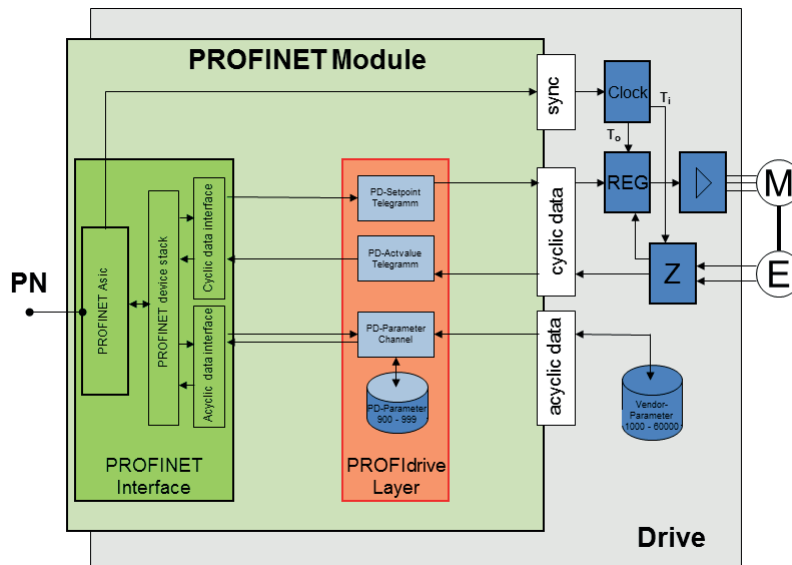 PROFINET Module
sync
Clock
Ti
To
PN
PROFINET Asic
PROFINET device stack
Cyclic data interface
Acyclic data interface
PD-Setpoint
Telegramm
PD-Actvalue
Telegramm
PD-Parameter
Channel
PD-Parameter
900 - 999
cyclic data
acyclic data
REG
M
Z
E
Vendor-
Parameter
1000 - 60000
PROFINET
Interface
PROFIdrive
Layer
Drive